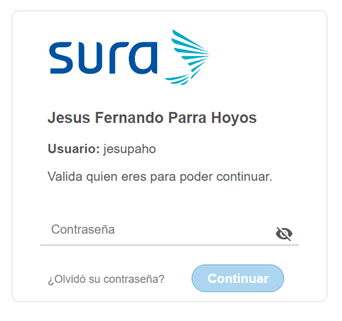 sura
Jesus Fernando Parra Hoyos
Usuario: jesupaho
Valida quien eres para poder continuar.
Contraseña
¿Olvidó su contraseña? Continuar